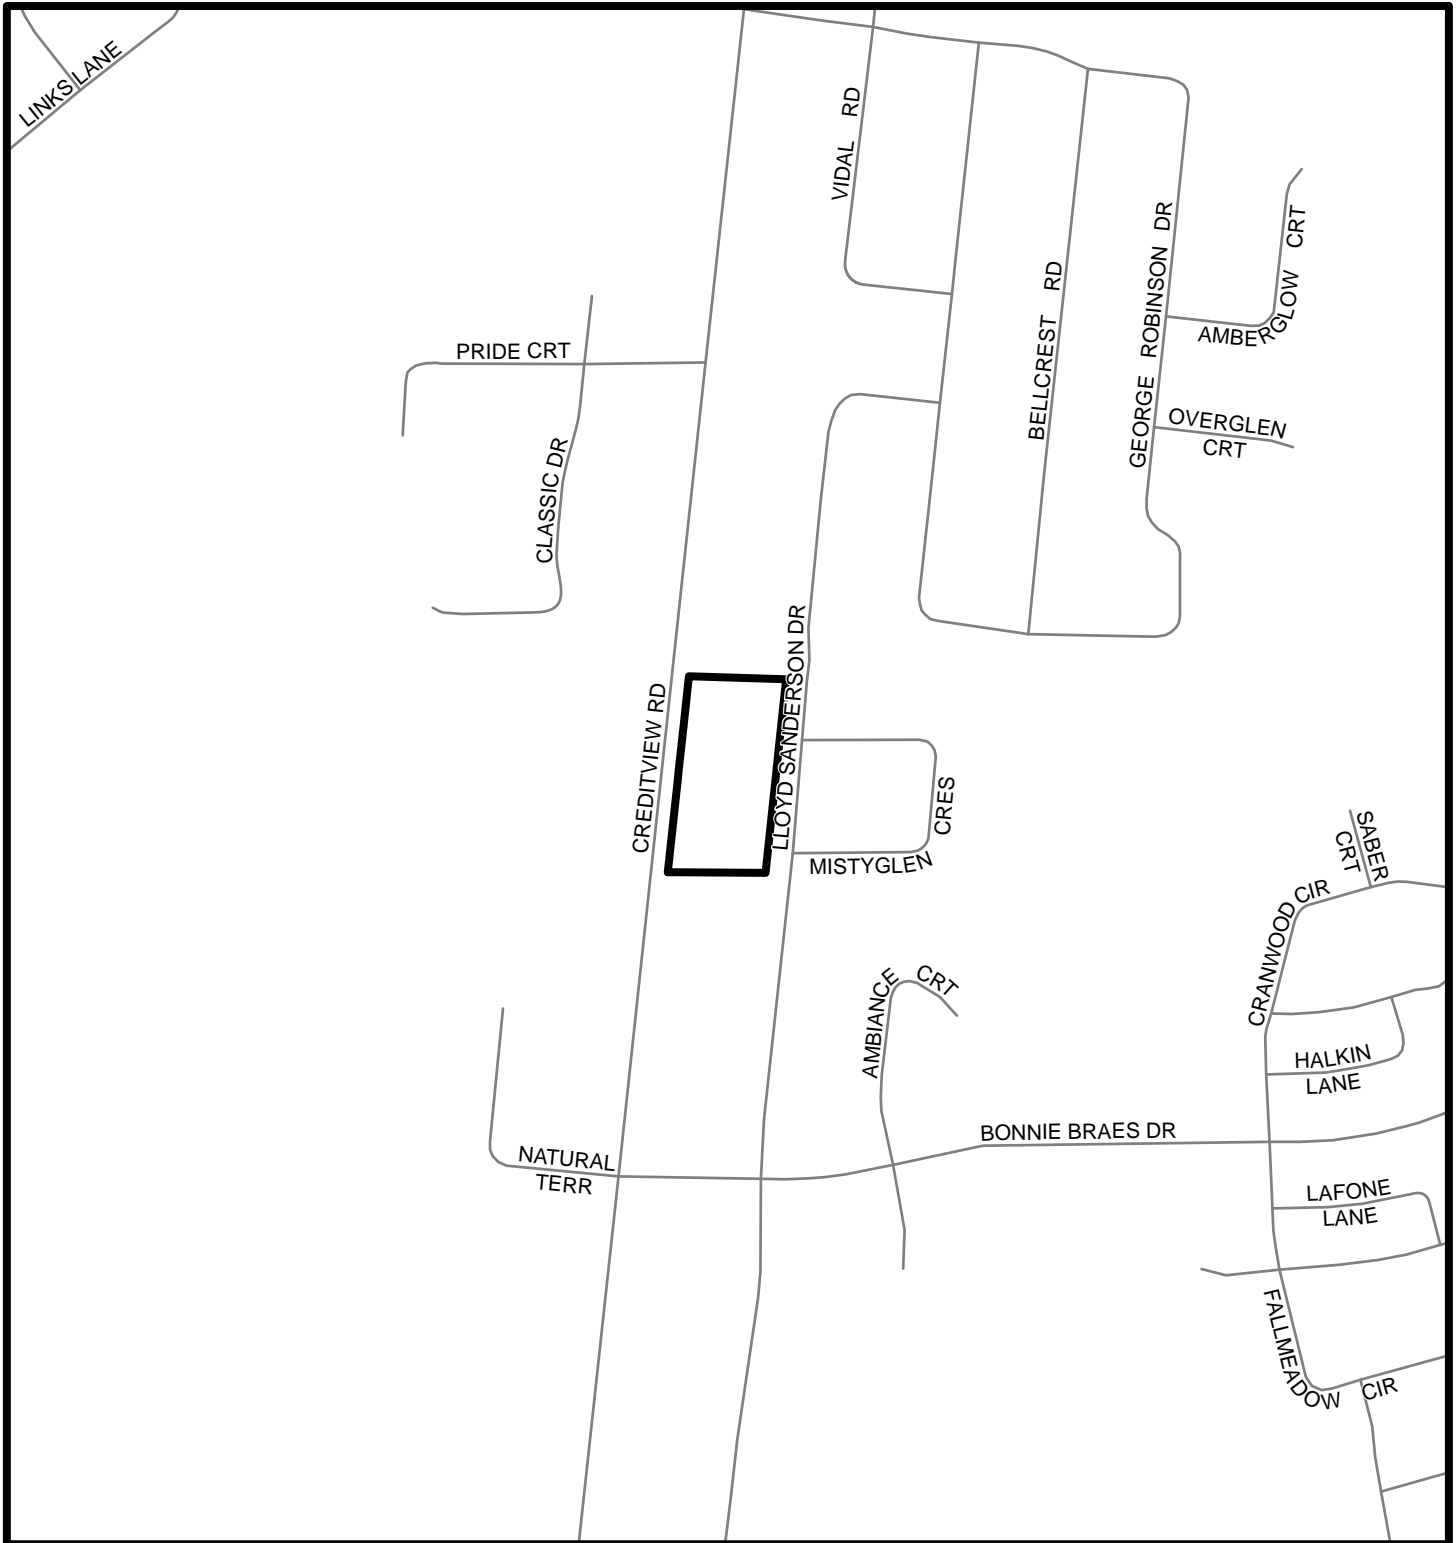 LINKS LANE
VIDAL RD
PRIDE CRT
CLASSIC DR
BELLCREST RD
GEORGE ROBINSON DR
AMBERGLOW CRT
OVERGLEN
CRT
CREDITVIEW RD
LLOYD SANDERSON DR
MISTYGLEN CRES
SABER
CRT
CRANWOOD CIR
AMBIANCE CRT
HALKIN
LANE
BONNIE BRAES DR
NATURAL
TERR
LAFONE
LANE
FALLMEADOW CIR